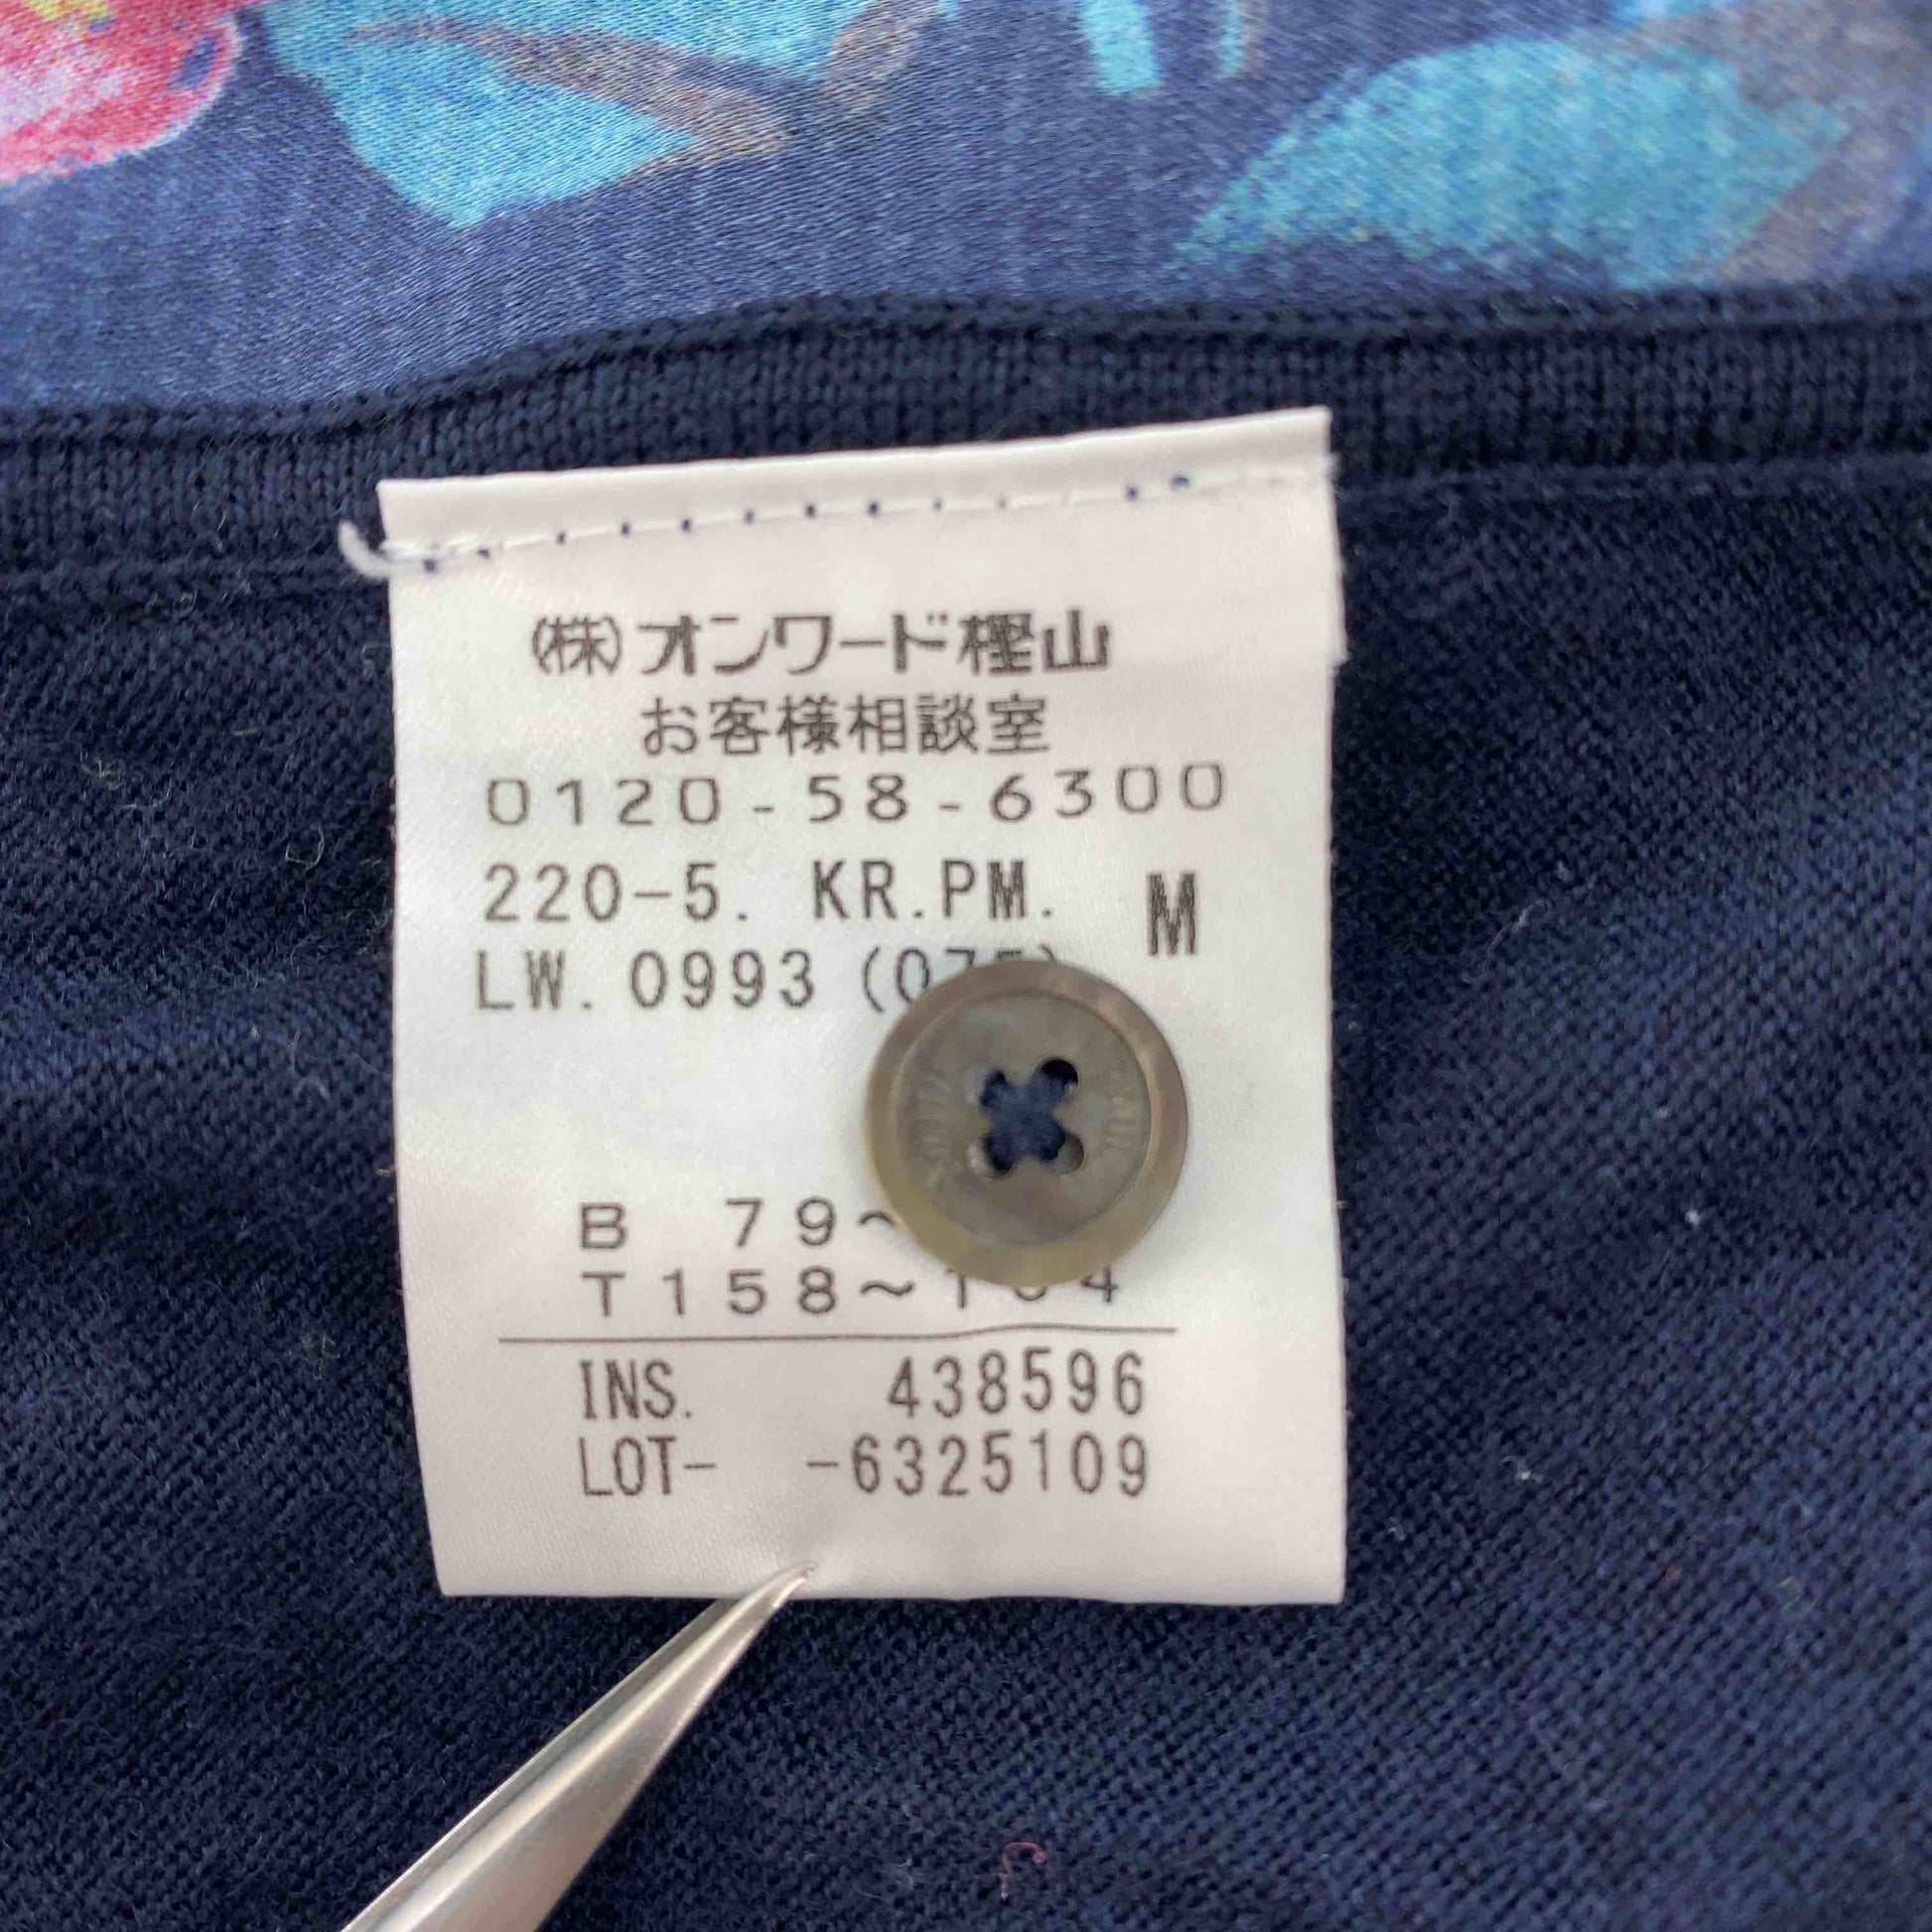 (株)オンワード樫山
お客様相談室
0120-58-6300
220-5. KR.PM. M
LW. 0993
B 79~
T158~
INS. 438596
LOT- -6325109